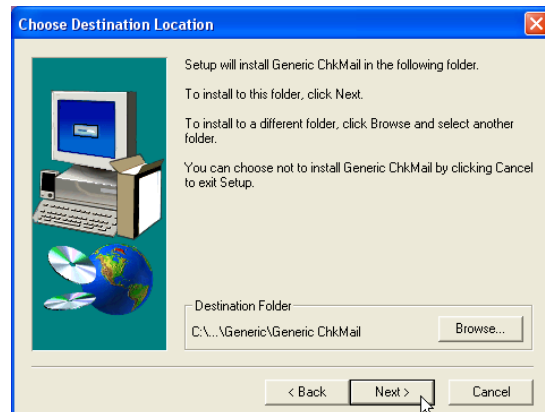 Choose Destination Location
Setup will install Generic ChkMail in the following folder.
To install to this folder, click Next.
To install to a different folder, click Browse and select another
folder.
You can choose not to install Generic ChkMail by clicking Cancel
to exit Setup.
Destination Folder
C:\...\Generic\Generic ChkMail
Browse...
< Back
Next >
Cancel